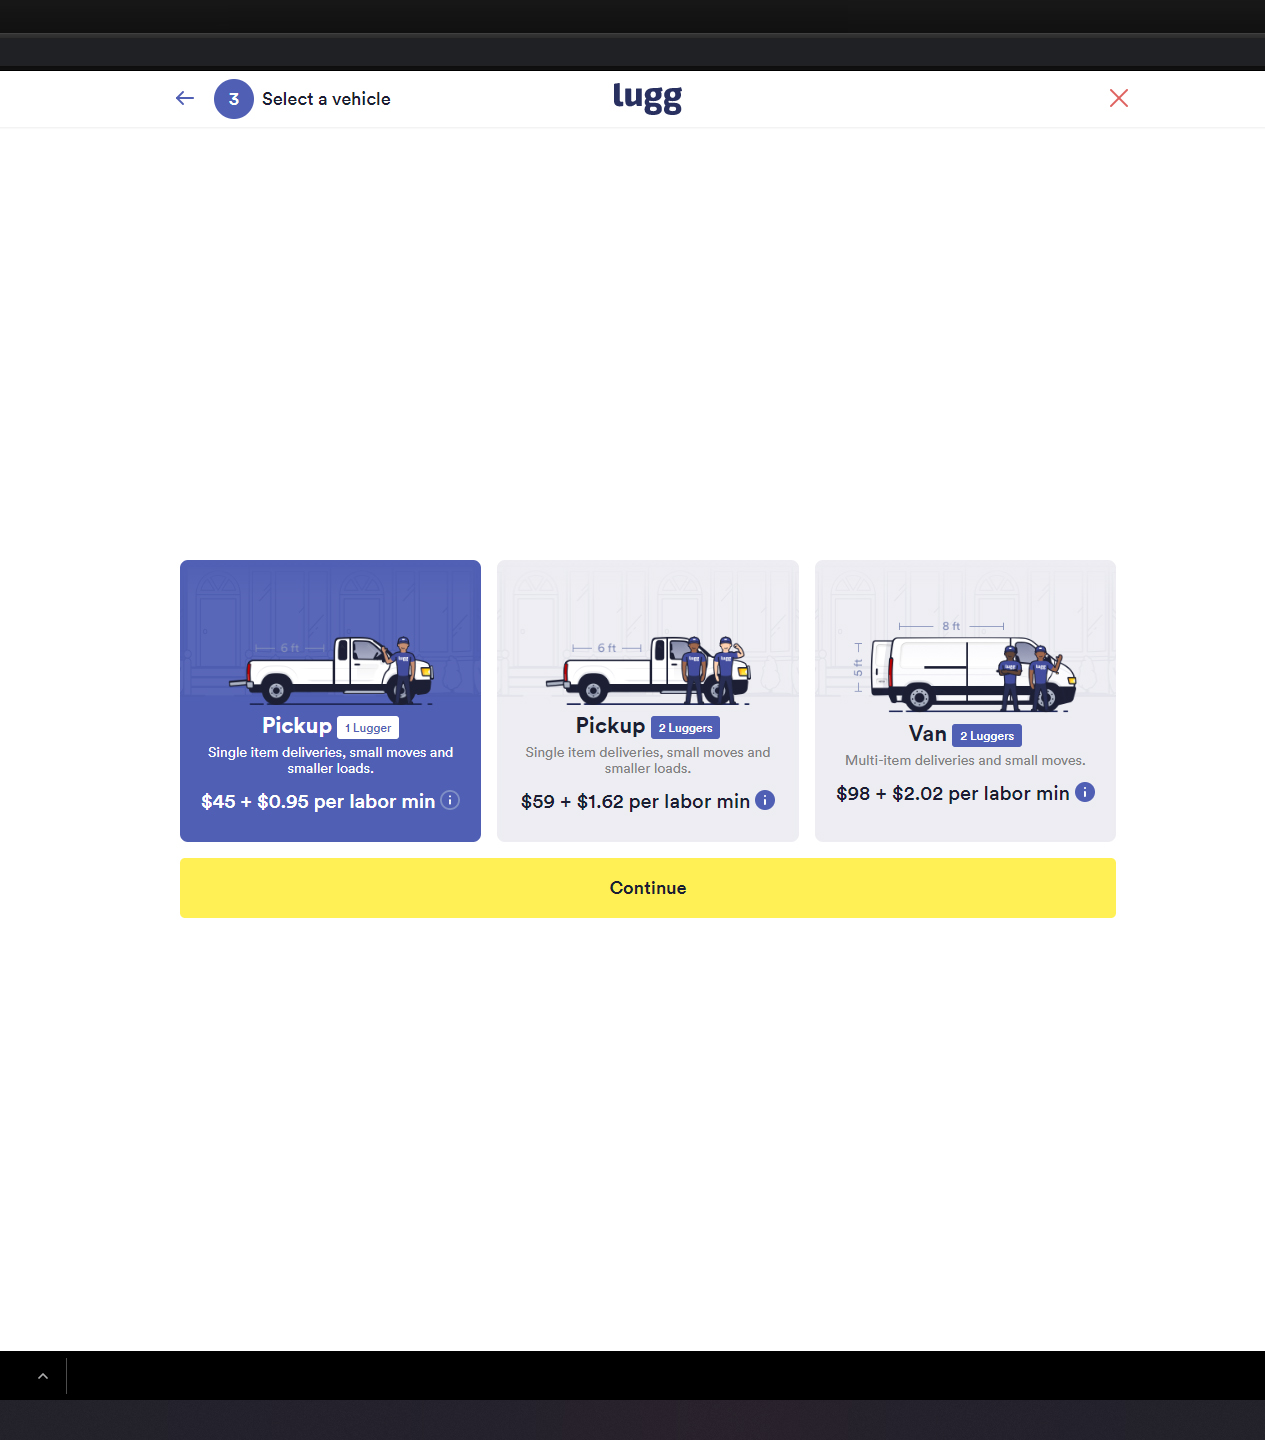 3 Select a vehicle
lugg
6 ft
Pickup 1 Lugger
Single item deliveries, small moves and
smaller loads.
$45 + $0.95 per labor min
6 ft
Pickup 2 Luggers
Single item deliveries, small moves and
smaller loads.
$59 + $1.62 per labor min
8 ft
5 ft
Van 2 Luggers
Multi-item deliveries and small moves.
$98 + $2.02 per labor min
Continue